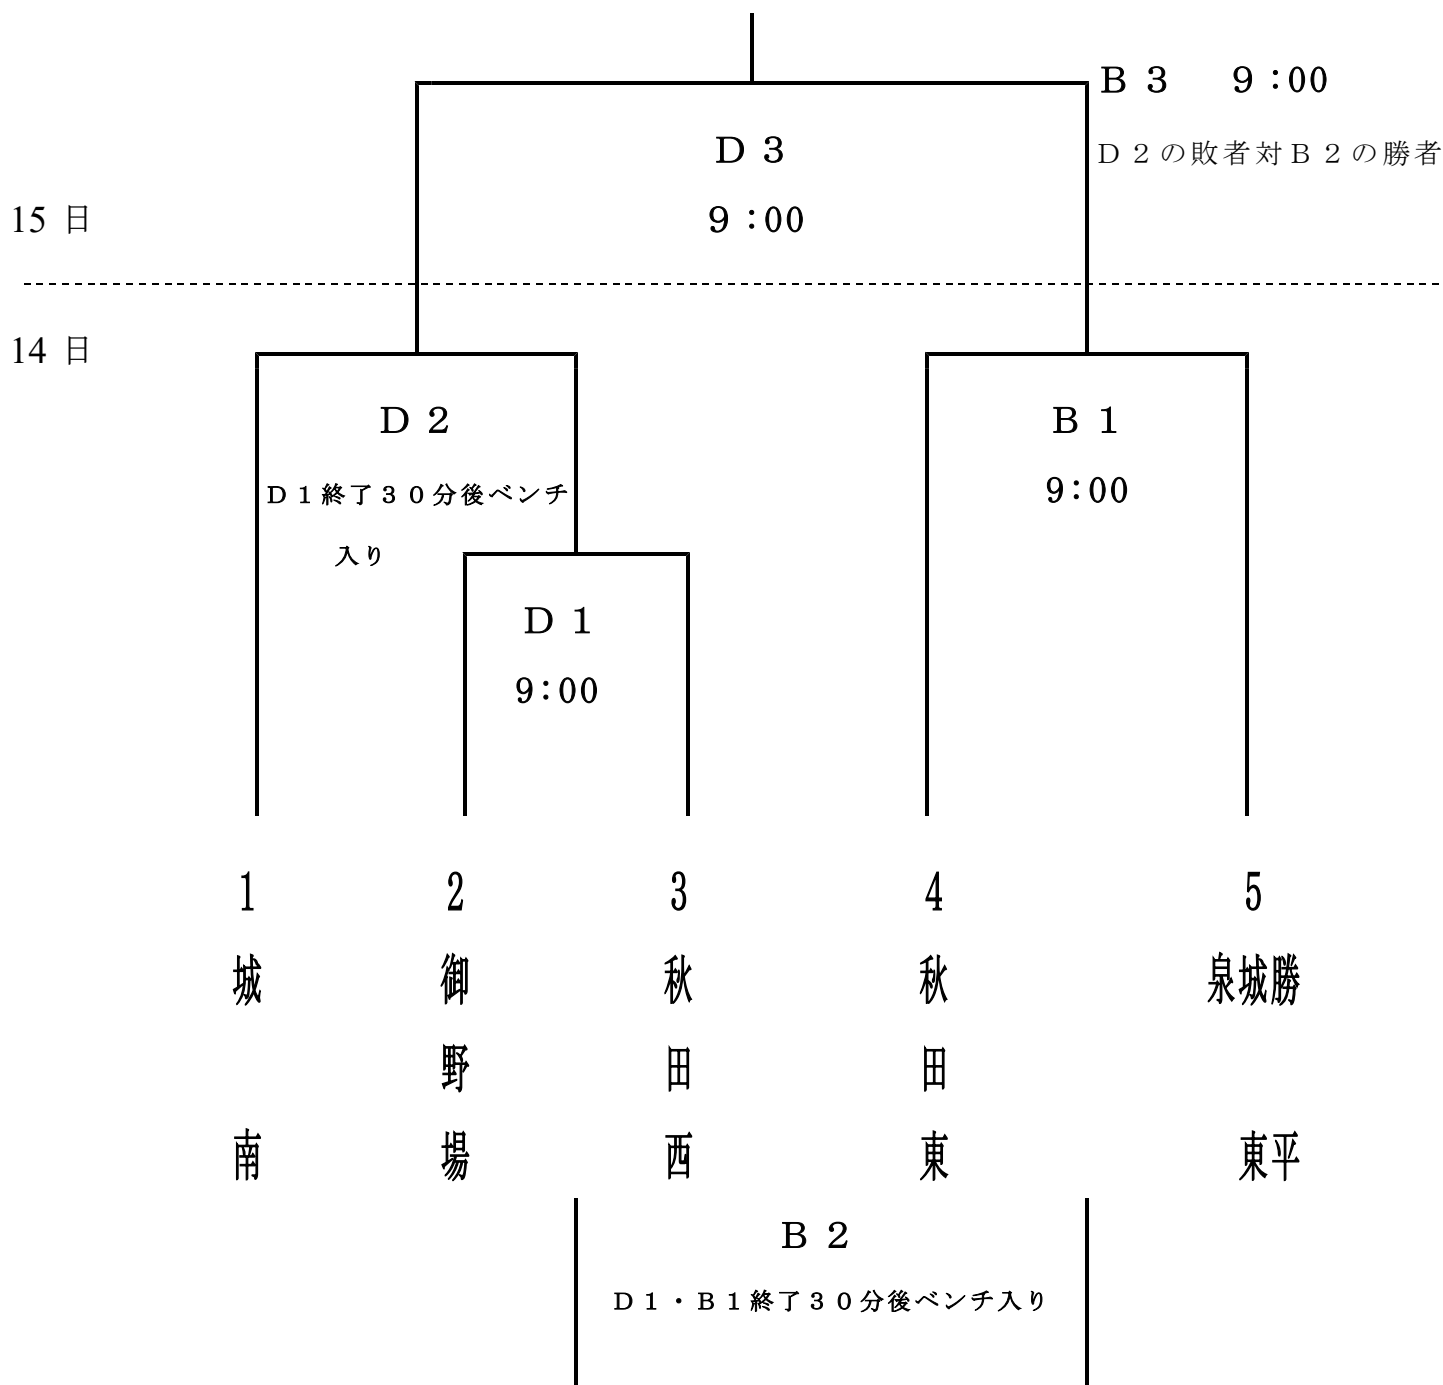 Ｂ３　９：00
Ｄ３
Ｄ２の敗者対Ｂ２の勝者
15 日
９：00
14 日
Ｄ２
Ｂ１
Ｄ１終了３０分後ベンチ
入り
9：00
Ｄ１
9：00
1
2
3
4
5
城南
御野場
秋田西
秋田東
勝平
城東
泉
Ｂ２
Ｄ１・Ｂ１終了３０分後ベンチ入り